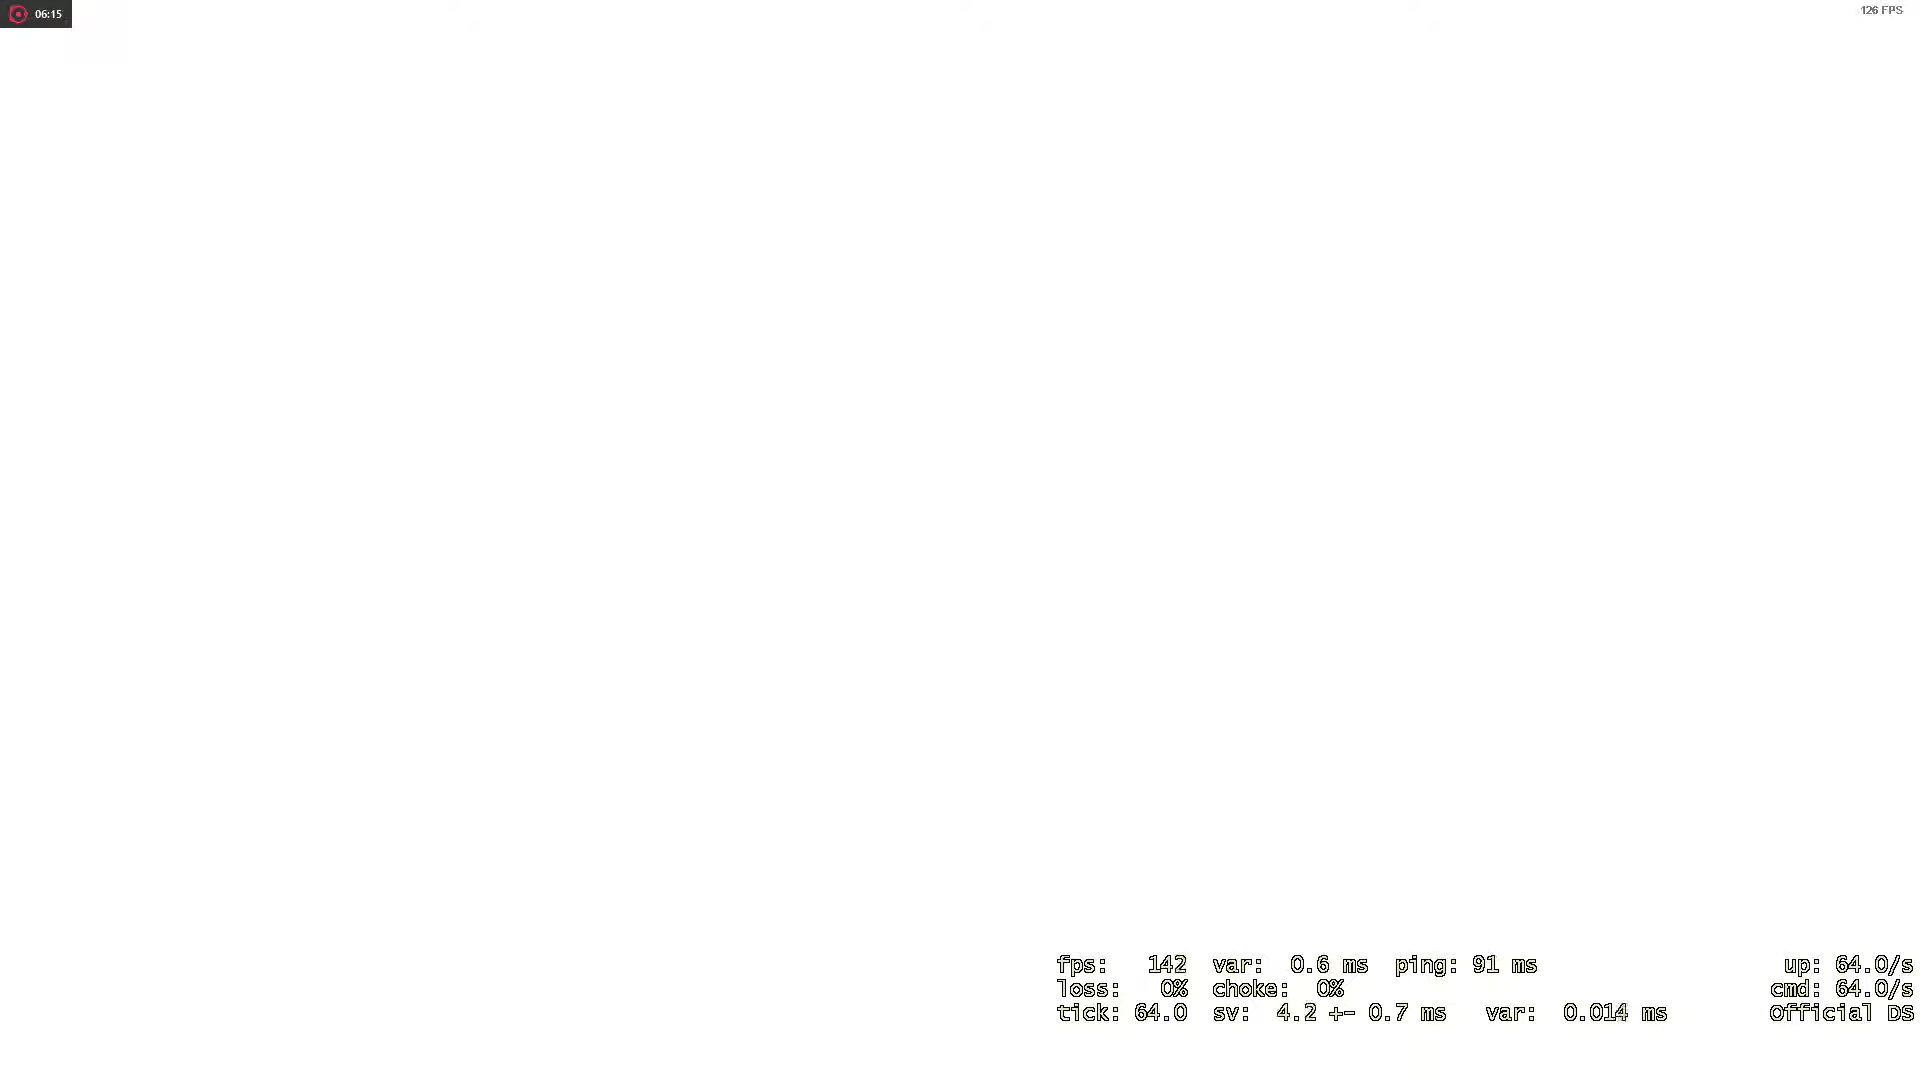 06:15
126 FPS
fps: 142 var: 0.6 ms ping: 91 ms up: 64.0/s
loss: 0% choke: 0% cmd: 64.0/s
tick: 64.0 sv: 4.2 +- 0.7 ms var: 0.014 ms Official DS